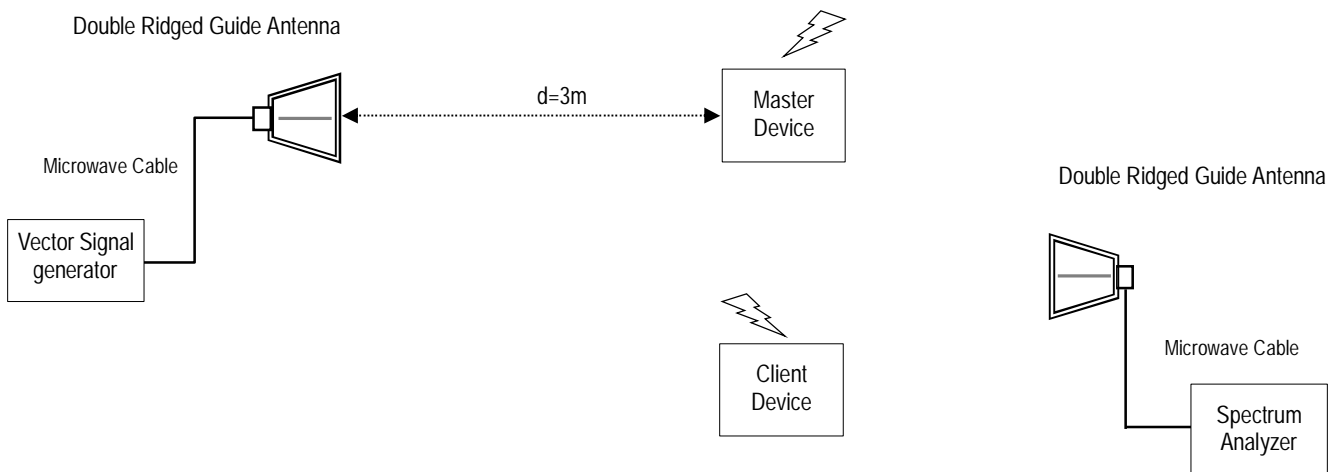 Double Ridged Guide Antenna
d=3m
Master
Device
Microwave Cable
Vector Signal
generator
Double Ridged Guide Antenna
Client
Device
Microwave Cable
Spectrum
Analyzer